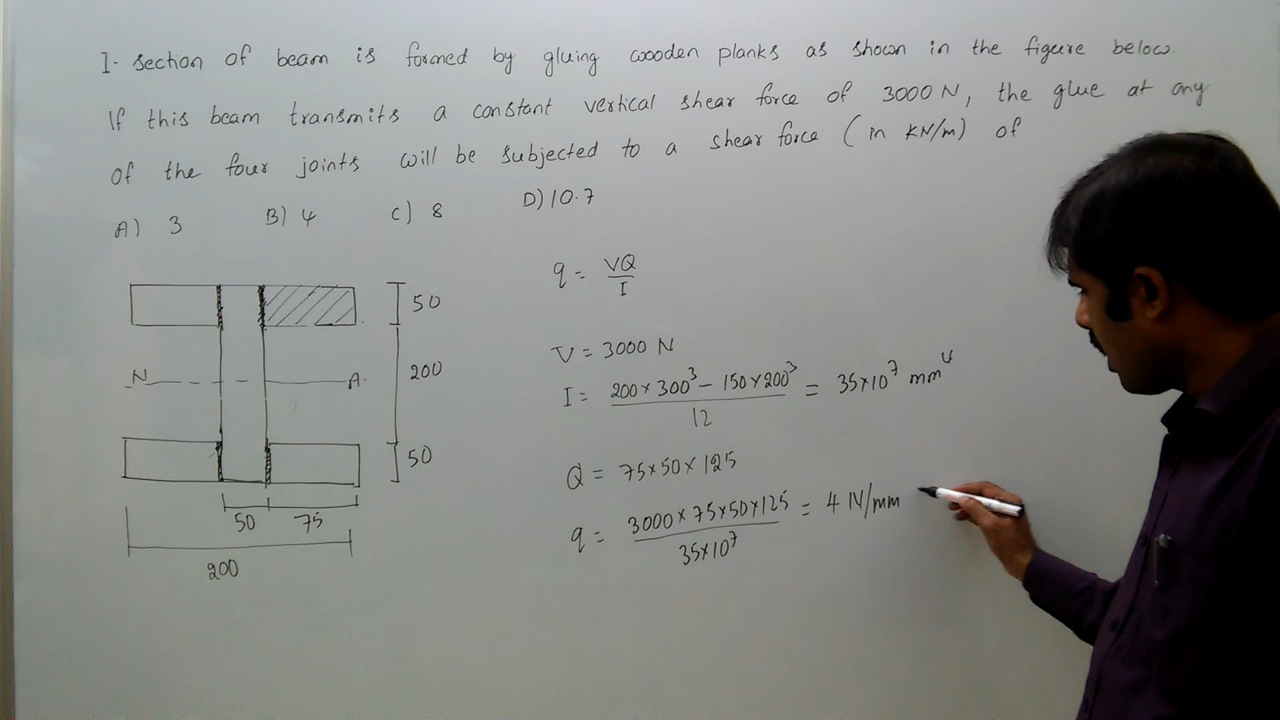 I- section of beam is formed by gluing wooden planks as shown in the figure below.
If this beam transmits a constant vertical shear force of 3000 N, the glue at any
of the four joints will be subjected to a shear force (in kN/m) of
A) 3 B) 4 C) 8 D) 10.7
q = VQ/I
50
V = 3000 N
200
N A
I = (200×300³ - 150×200³)/12 = 35×10⁷ mm⁴
50
Q = 75×50×125
50 75
q = (3000×75×50×125)/(35×10⁷) = 4 N/mm
200